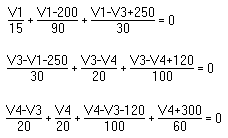 V1/15 + V1-200/90 + V1-V3+250/30 = 0
V3-V1-250/30 + V3-V4/20 + V3-V4+120/100 = 0
V4-V3/20 + V4/20 + V4-V3-120/100 + V4+300/60 = 0